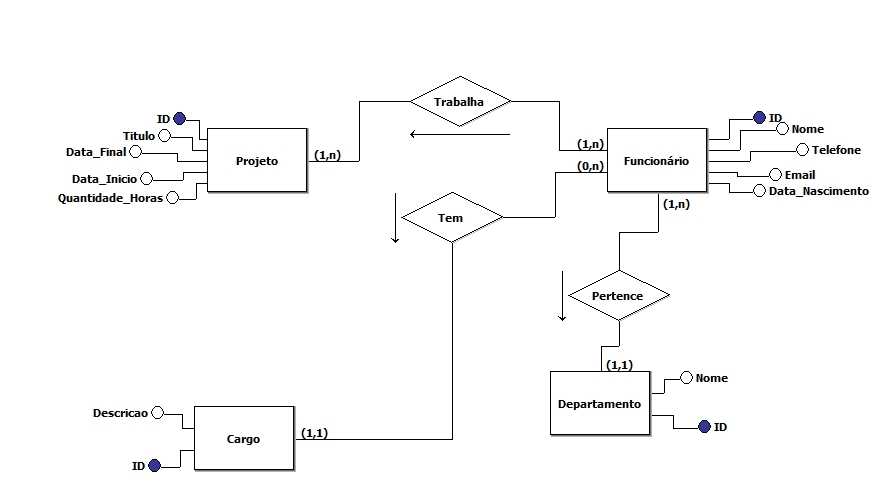 Trabalha
ID
ID
Titulo
Nome
Data_Final
Telefone
Projeto
(1,n)
(1,n)
Funcionário
(0,n)
Data_Inicio
Email
Quantidade_Horas
Data_Nascimento
(1,n)
Tem
Pertence
(1,1)
Nome
Departamento
Descricao
ID
Cargo
(1,1)
ID